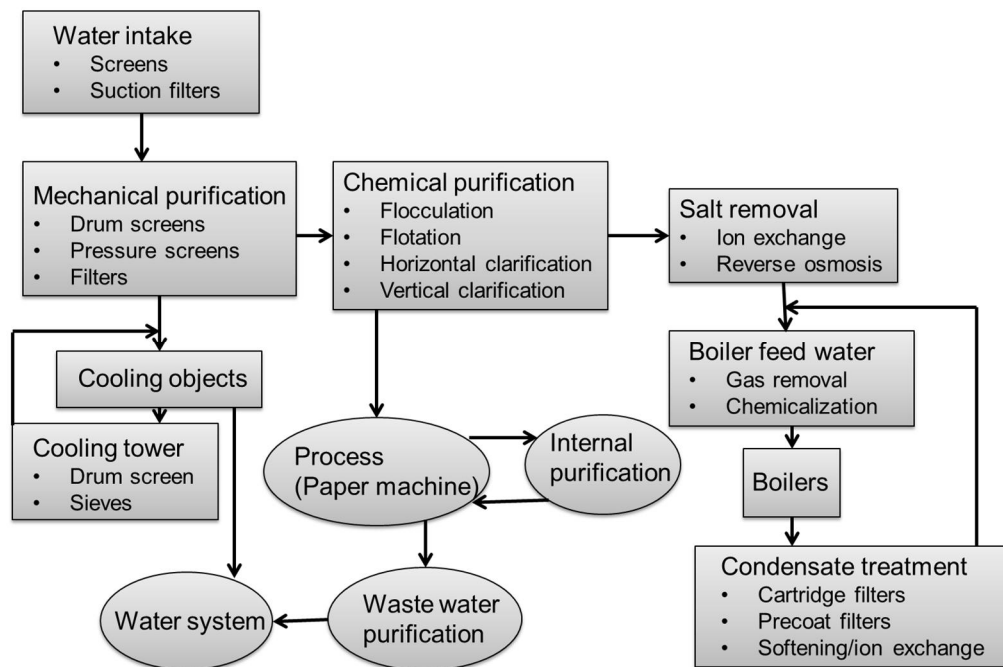 Water intake
• Screens
• Suction filters
Mechanical purification
• Drum screens
• Pressure screens
• Filters
Chemical purification
• Flocculation
• Flotation
• Horizontal clarification
• Vertical clarification
Salt removal
• Ion exchange
• Reverse osmosis
Cooling objects
Cooling tower
• Drum screen
• Sieves
Process
(Paper machine)
Internal
purification
Boiler feed water
• Gas removal
• Chemicalization
Boilers
Condensate treatment
• Cartridge filters
• Precoat filters
• Softening/ion exchange
Water system
Waste water
purification